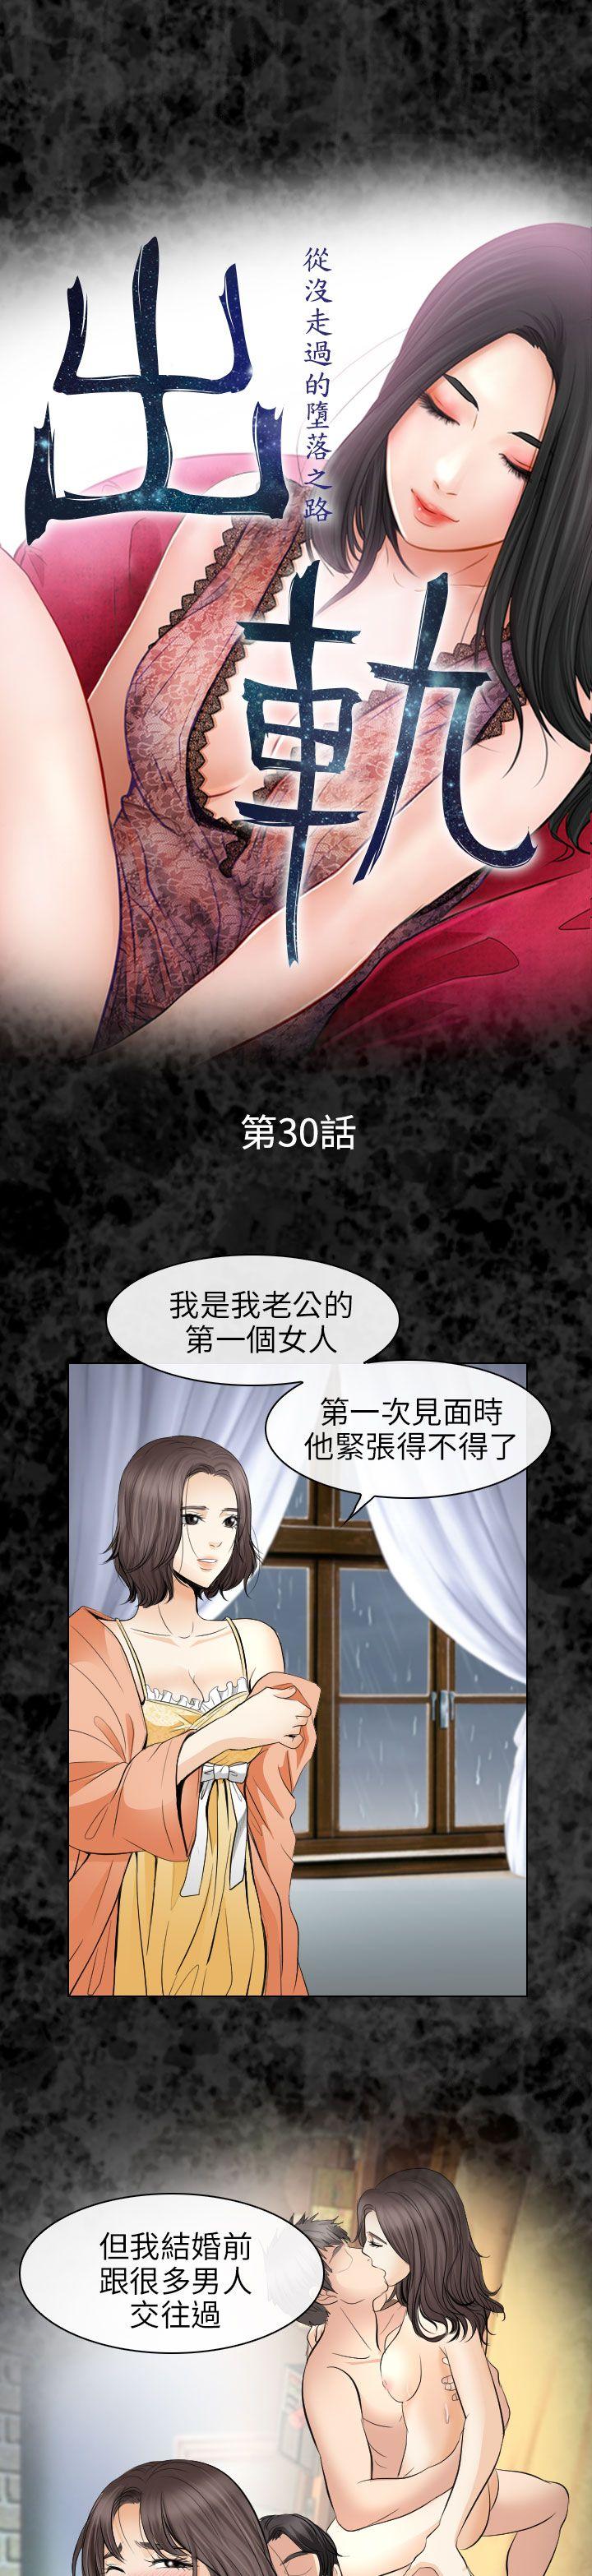 出軌
從沒走過的墮落之路
第30話
我是我老公的
第一個女人
第一次見面時
他緊張得不得了
但我結婚前
跟很多男人
交往過